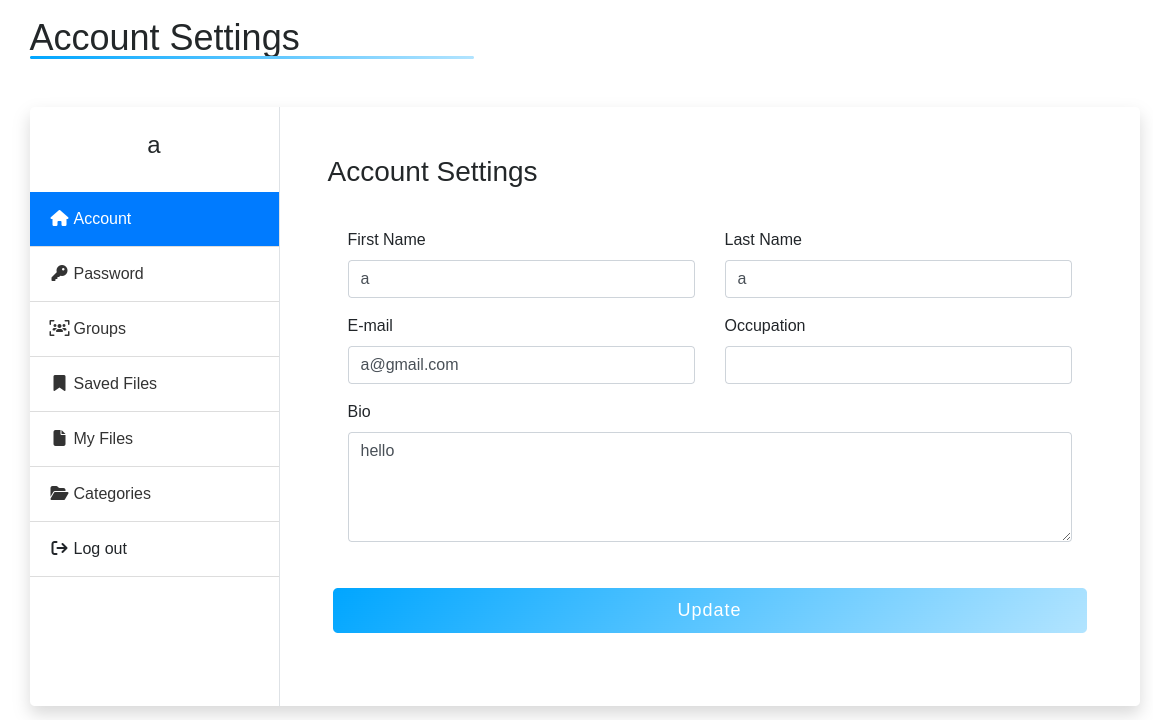 Account Settings
a
Account
Password
Groups
Saved Files
My Files
Categories
Log out
Account Settings
First Name
Last Name
a
a
E-mail
Occupation
a@gmail.com
Bio
hello
Update